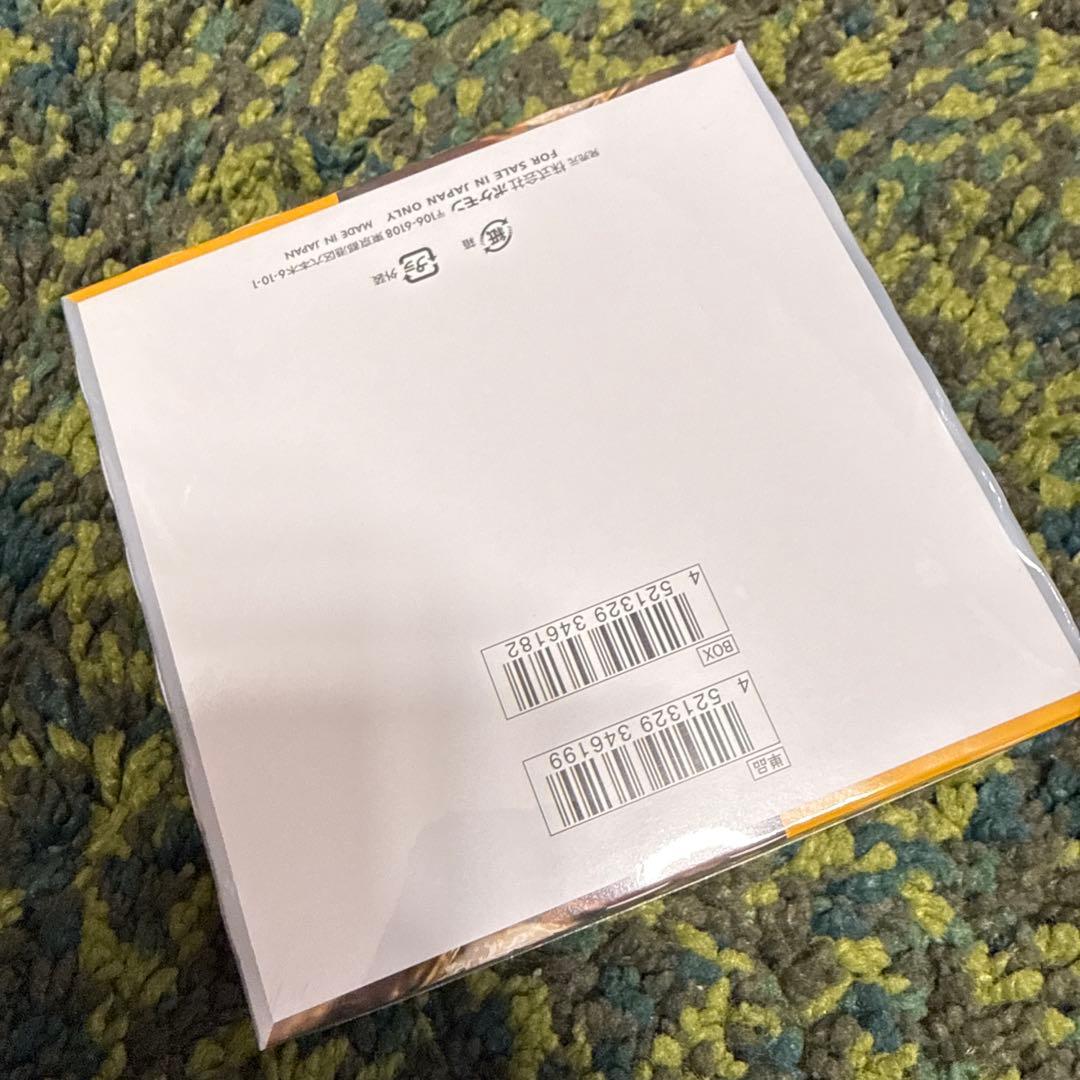 単品
4 521329 346199
BOX
4 521329 346182
プラ 外装
紙 箱
発売元 株式会社ポケモン 〒106-6108 東京都港区六本木6-10-1
FOR SALE IN JAPAN ONLY MADE IN JAPAN